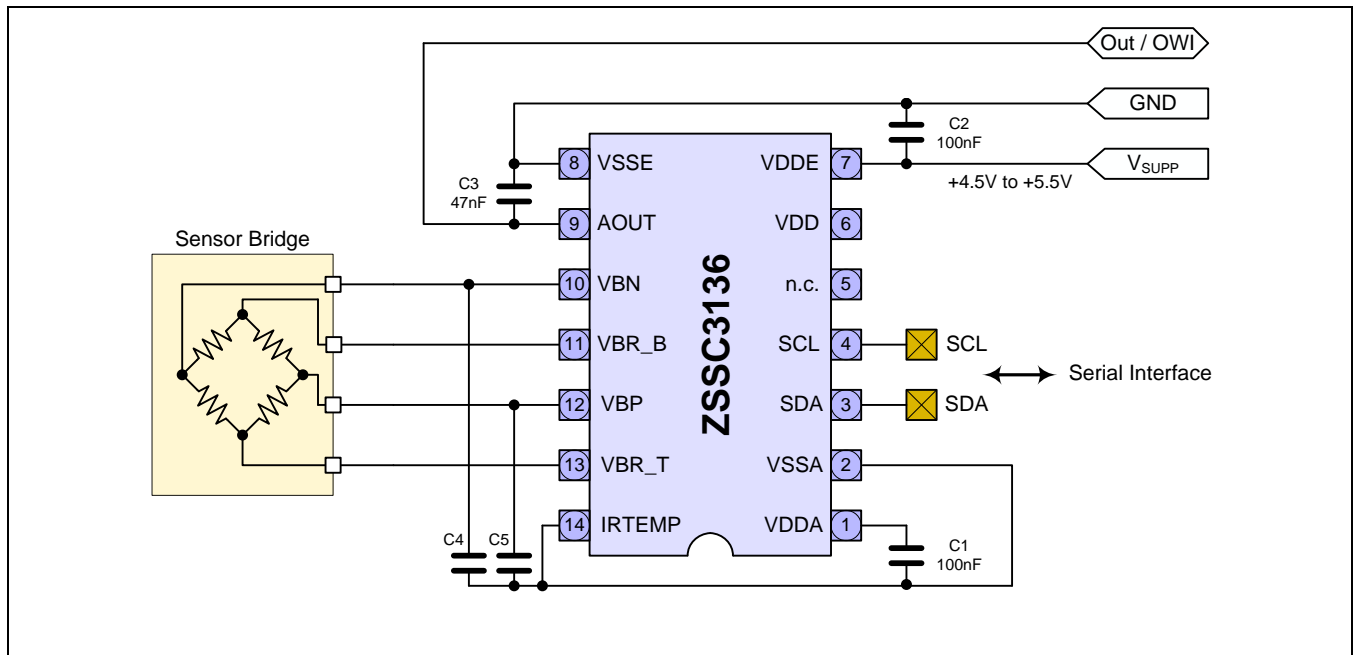 Out / OWI
GND
C2
100nF
8 VSSE
VDDE 7
VSUPP
+4.5V to +5.5V
C3
47nF
9 AOUT
VDD 6
Sensor Bridge
10 VBN
n.c. 5
ZSSC3136
11 VBR_B
SCL 4
SCL
Serial Interface
12 VBP
SDA 3
SDA
13 VBR_T
VSSA 2
14 IRTEMP
VDDA 1
C4
C5
C1
100nF